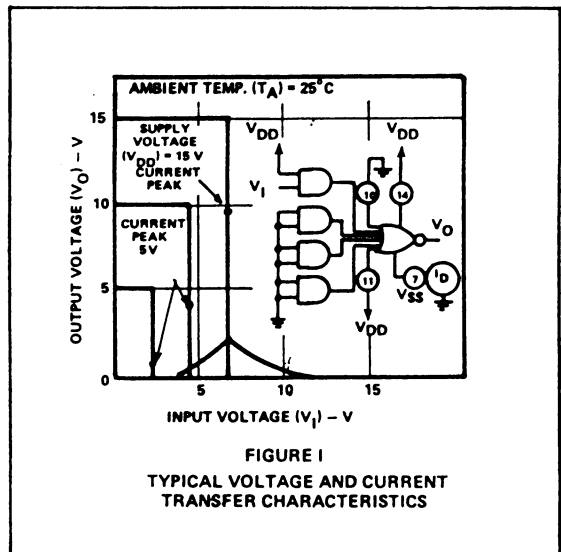 AMBIENT TEMP. (TA) = 25°C
15
SUPPLY
VOLTAGE
(VDD) = 15 V
CURRENT
PEAK
VDD
VDD
VI
10
14
VO
10
CURRENT
PEAK
5V
11
7
ID
VSS
VDD
5
0
5
10
15
OUTPUT VOLTAGE (VO) – V
INPUT VOLTAGE (VI) – V
FIGURE I
TYPICAL VOLTAGE AND CURRENT
TRANSFER CHARACTERISTICS